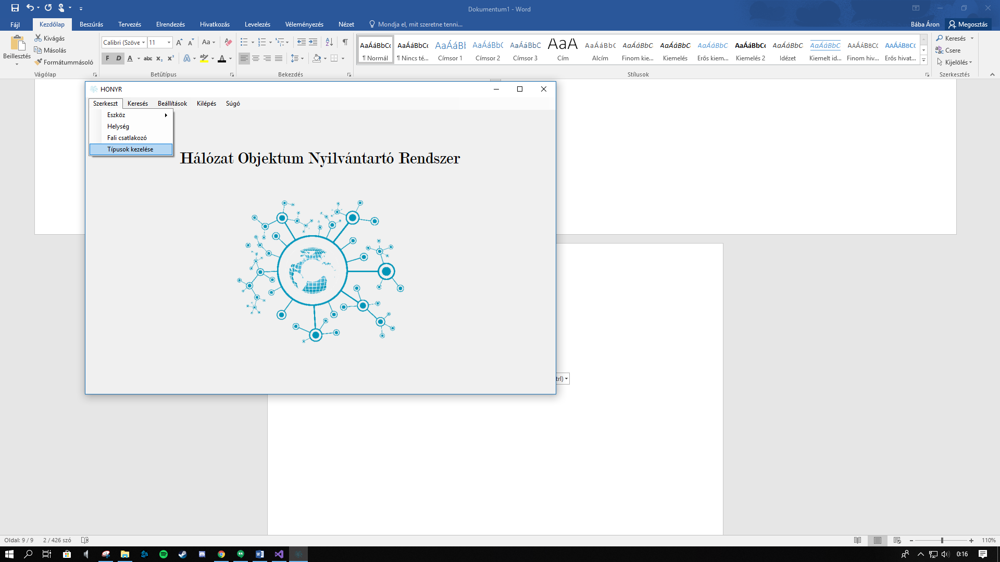 Dokumentum1 - Word
Fájl Kezdőlap Beszúrás Tervezés Elrendezés Hivatkozás Levelezés Véleményezés Nézet Mondja el, mit szeretne tenni... Bába Áron Megosztás
Beillesztés
Kivágás
Másolás
Formátummásoló
Vágólap
Calibri (Szöve 11
Aa
F D A abc x₂ x² A ab A
Betűtípus
Bekezdés
AaÁáBbCc AaÁáBbCc AaÁáBl AaÁáBbC AaÁáBbC AaA AaÁáBbC AaÁáBbC AaÁáBbC AaÁáBbC AaÁáBbCc AaÁáBbC AaÁáBbC AaÁáBbCc AaÁáBbCc
¶ Normál ¶ Nincs té... Címsor 1 Címsor 2 Címsor 3 Cím Alcím Finom kie... Kiemelés Erős kiem... Kiemelés 2 Idézet Kiemelt id... Finom hiv... Erős hivat...
Stílusok
Keresés
Csere
Kijelölés
Szerkesztés
HONYR
Szerkeszt Keresés Beállítások Kilépés Súgó
Eszköz
Helység
Fali csatlakozó
Típusok kezelése
Hálózat Objektum Nyilvántartó Rendszer
trl)
Oldal: 9 / 9 2 / 426 szó 110%
0:16